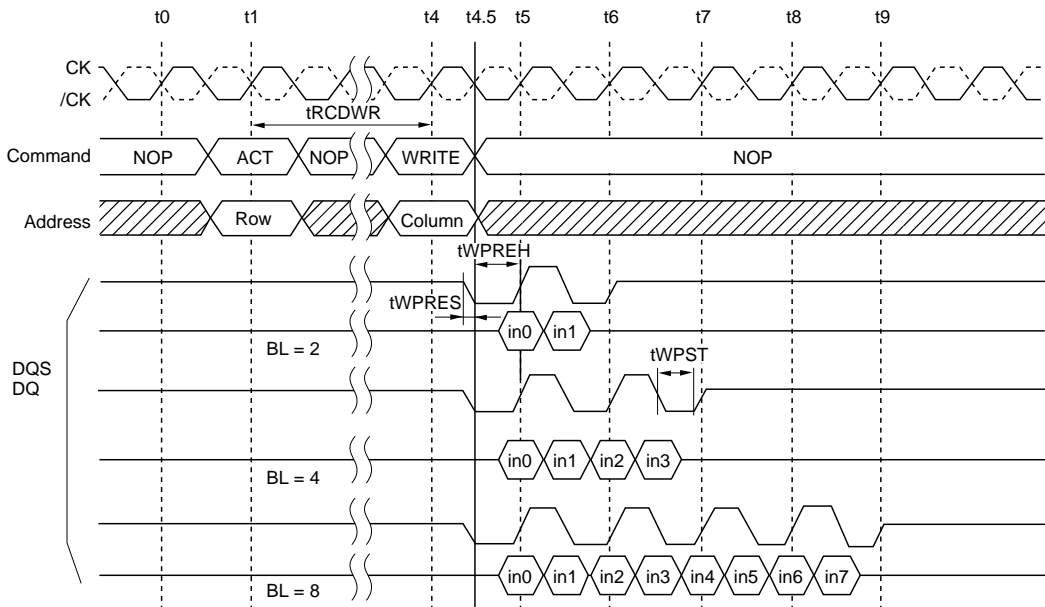 t0 t1 t4 t4.5 t5 t6 t7 t8 t9
CK
/CK
tRCDWR
Command NOP ACT NOP WRITE NOP
Address Row Column
tWPREH
tWPRES
in0 in1
BL = 2
tWPST
DQS
DQ
in0 in1 in2 in3
BL = 4
in0 in1 in2 in3 in4 in5 in6 in7
BL = 8